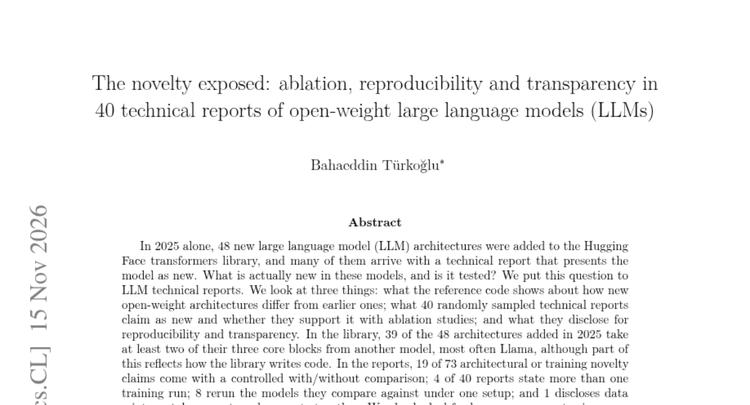 The novelty exposed: ablation, reproducibility and transparency in
40 technical reports of open-weight large language models (LLMs)
Bahaeddin Türkoğlu*
Abstract
In 2025 alone, 48 new large language model (LLM) architectures were added to the Hugging
Face transformers library, and many of them arrive with a technical report that presents the
model as new. What is actually new in these models, and is it tested? We put this question to
LLM technical reports. We look at three things: what the reference code shows about how new
open-weight architectures differ from earlier ones; what 40 randomly sampled technical reports
claim as new and whether they support it with ablation studies; and what they disclose for
reproducibility and transparency. In the library, 39 of the 48 architectures added in 2025 take
at least two of their three core blocks from another model, most often Llama, although part of
this reflects how the library writes code. In the reports, 19 of 73 architectural or training novelty
claims come with a controlled with/without comparison; 4 of 40 reports state more than one
training run; 8 rerun the models they compare against under one setup; and 1 discloses data
cs.CL] 15 Nov 2026